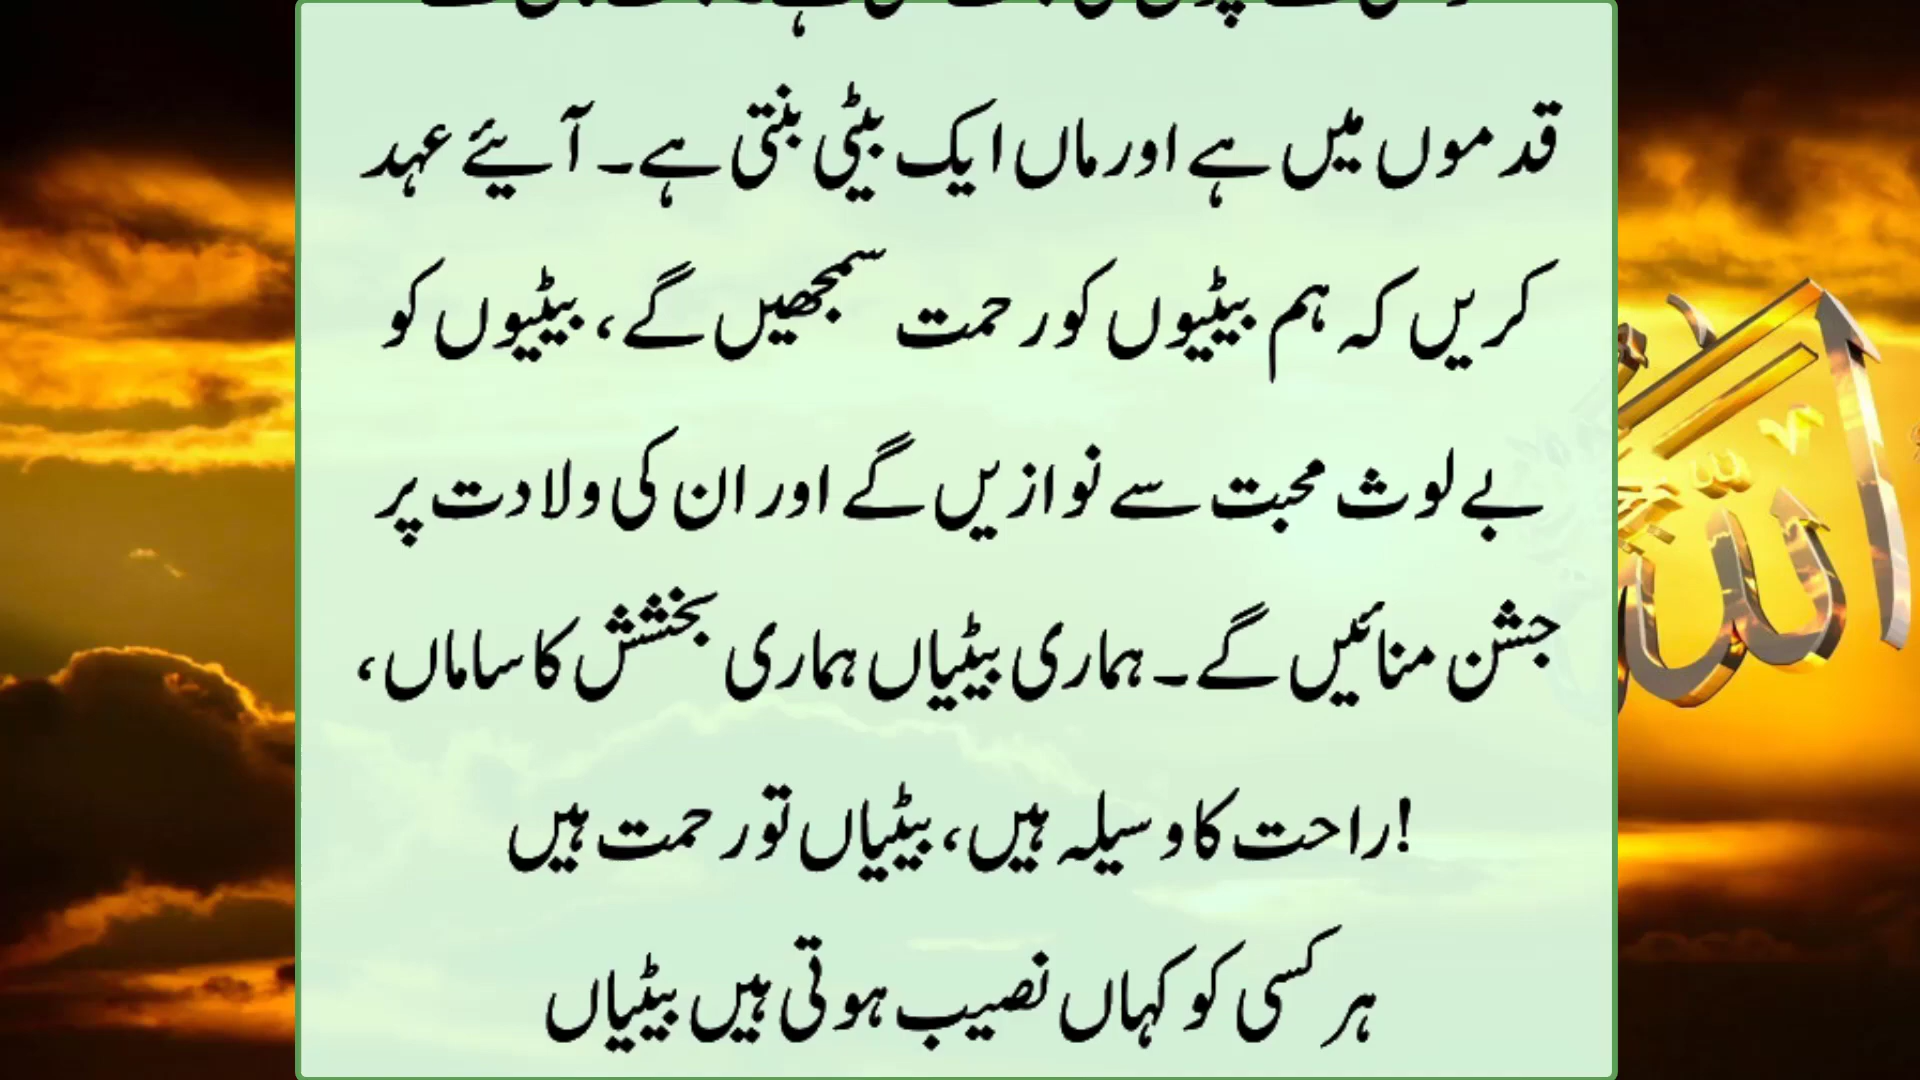 قدموں میں ہے اور ماں ایک بیٹی بنتی ہے۔ آیئے عہد
کریں کہ ہم بیٹیوں کو رحمت سمجھیں گے، بیٹیوں کو
بے لوث محبت سے نوازیں گے اور ان کی ولادت پر
جشن منائیں گے۔ ہماری بیٹیاں ہماری بخشش کا ساماں،
!راحت کا وسیلہ ہیں، بیٹیاں تو رحمت ہیں
ہر کسی کو کہاں نصیب ہوتی ہیں بیٹیاں
الله